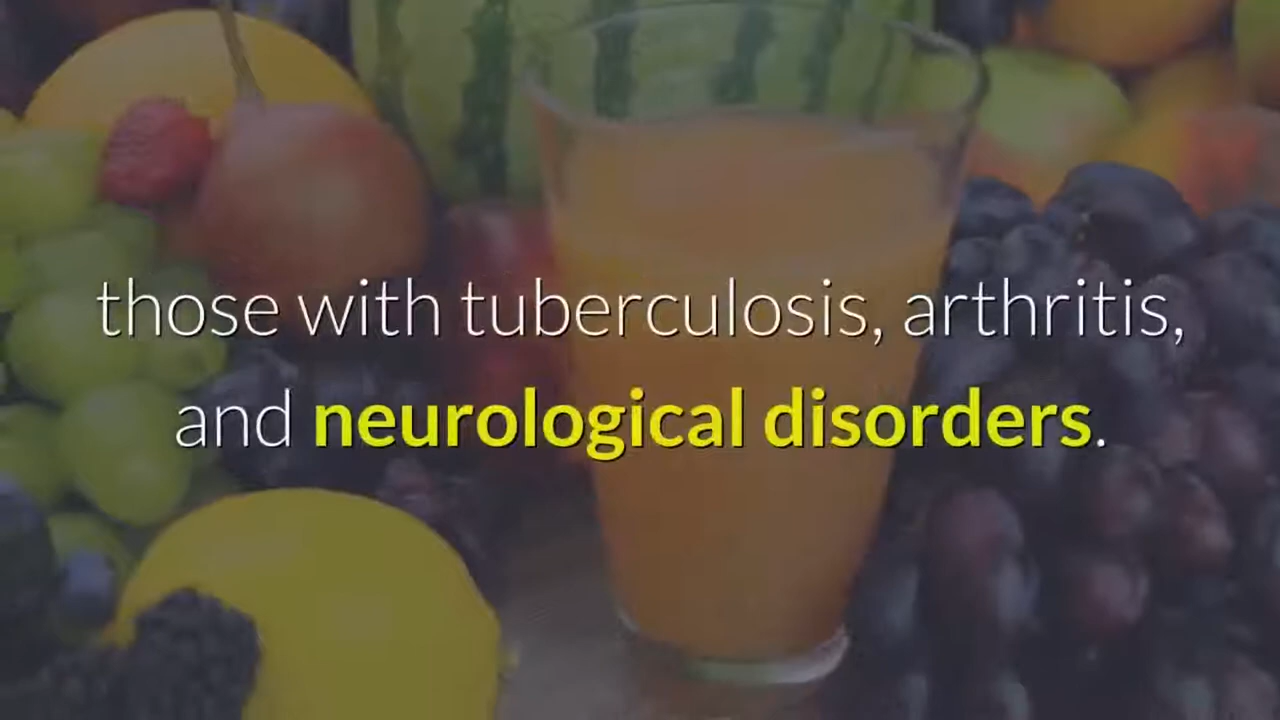 those with tuberculosis, arthritis,
and neurological disorders.